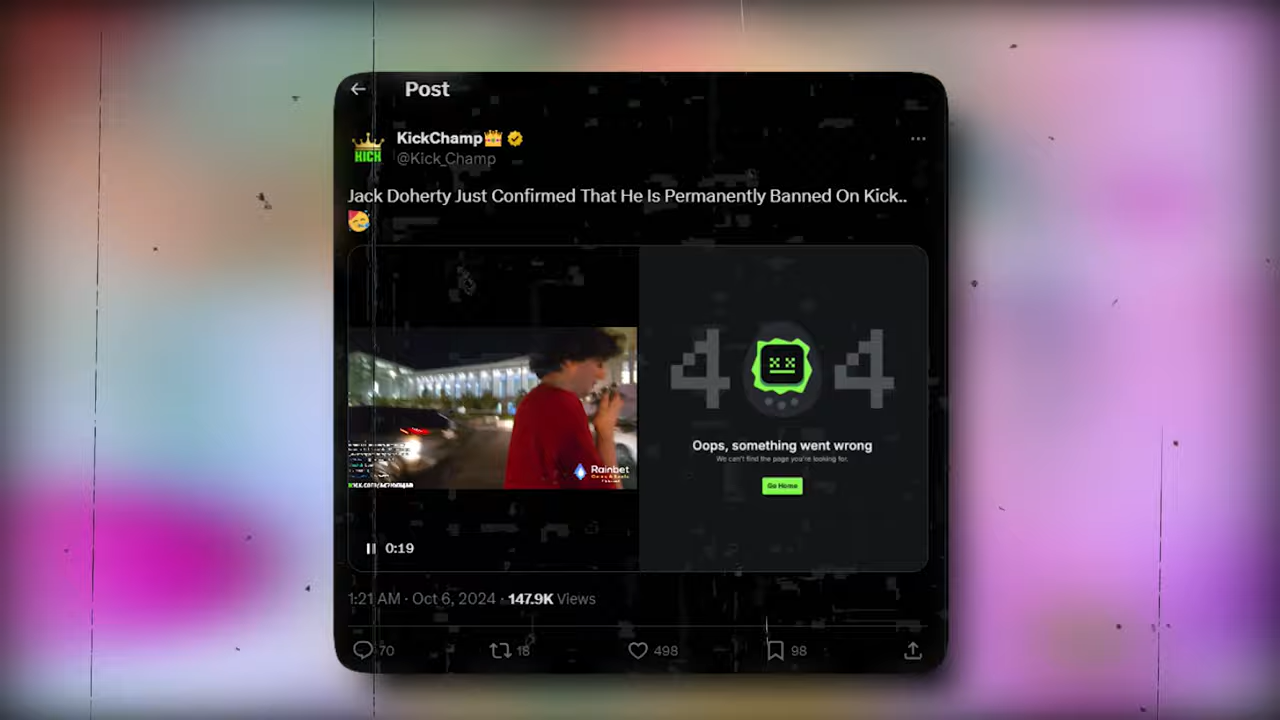 Post
KickChamp
KICK
@Kick_Champ
Jack Doherty Just Confirmed That He Is Permanently Banned On Kick..
4 4
Oops, something went wrong
We can't find the page you're looking for.
Go Home
Rainbet
0:19
1:21 AM · Oct 6, 2024 · 147.9K Views
70 18 498 98